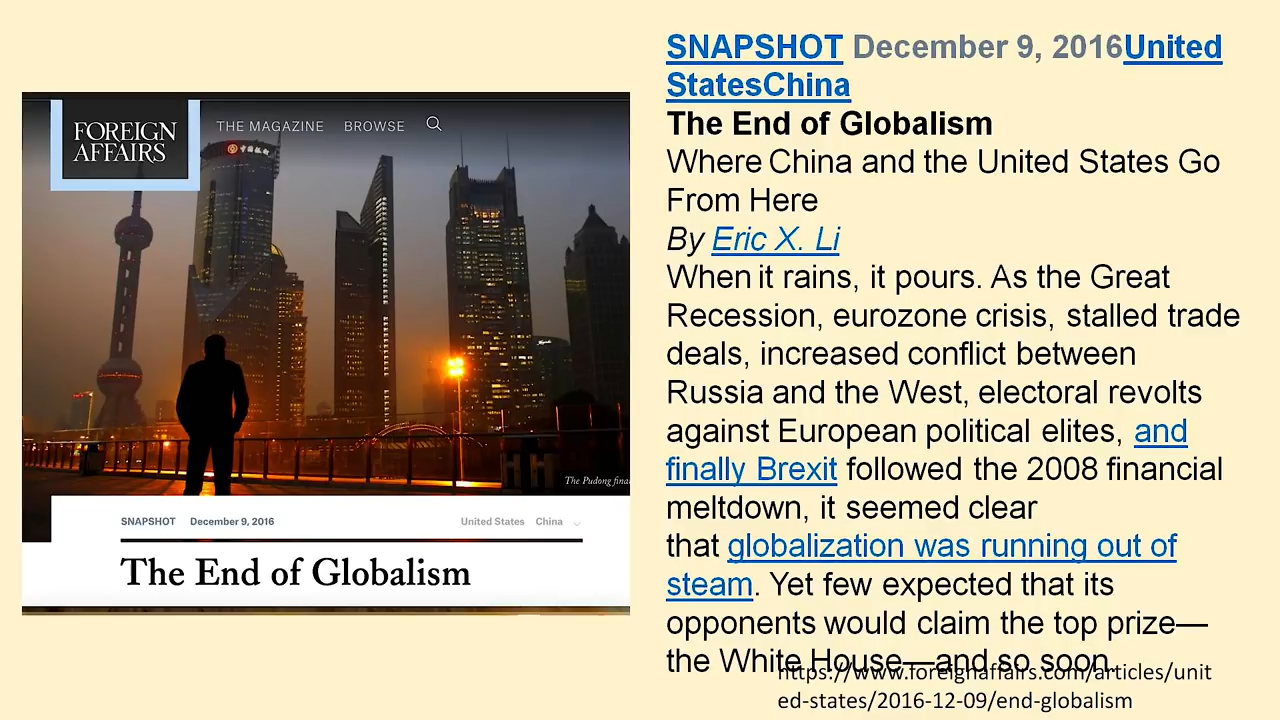 FOREIGN
AFFAIRS
THE MAGAZINE BROWSE
中国银行
The Pudong fina
SNAPSHOT December 9, 2016 United States China
The End of Globalism
SNAPSHOT December 9, 2016United
StatesChina
The End of Globalism
Where China and the United States Go
From Here
By Eric X. Li
When it rains, it pours. As the Great
Recession, eurozone crisis, stalled trade
deals, increased conflict between
Russia and the West, electoral revolts
against European political elites, and
finally Brexit followed the 2008 financial
meltdown, it seemed clear
that globalization was running out of
steam. Yet few expected that its
opponents would claim the top prize—
the White House—and so soon.
https://www.foreignaffairs.com/articles/unit
ed-states/2016-12-09/end-globalism